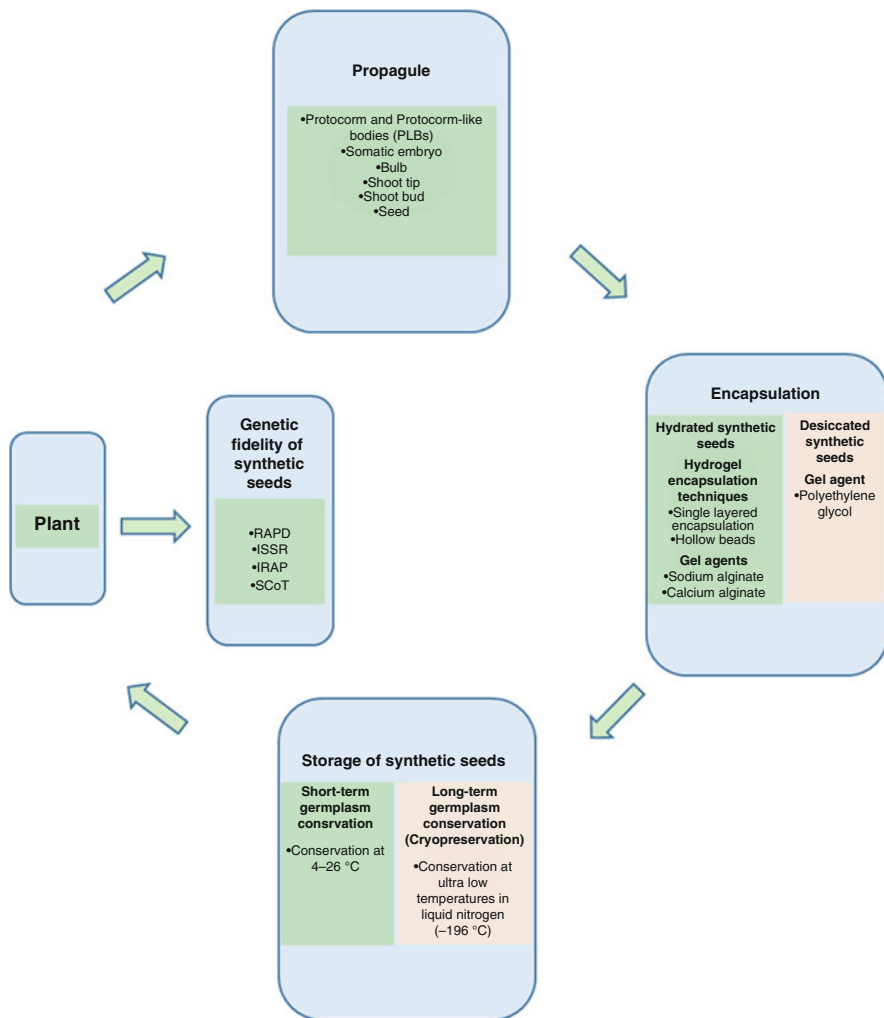 Propagule
•Protocorm and Protocorm-like
bodies (PLBs)
•Somatic embryo
•Bulb
•Shoot tip
•Shoot bud
•Seed
Encapsulation
Hydrated synthetic
seeds
Hydrogel
encapsulation
techniques
•Single layered
encapsulation
•Hollow beads
Gel agents
•Sodium alginate
•Calcium alginate
Desiccated
synthetic
seeds
Gel agent
•Polyethylene
glycol
Genetic
fidelity of
synthetic
seeds
•RAPD
•ISSR
•IRAP
•SCoT
Plant
Storage of synthetic seeds
Short-term
germplasm
consrvation
•Conservation at
4–26 °C
Long-term
germplasm
conservation
(Cryopreservation)
•Conservation at
ultra low
temperatures in
liquid nitrogen
(–196 °C)